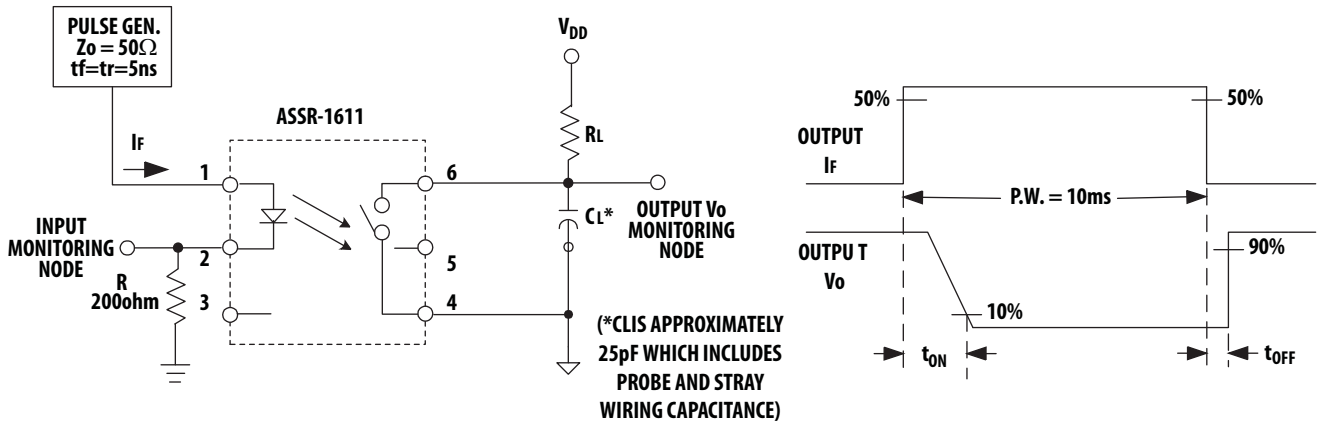 PULSE GEN.
Zo = 50Ω
tf=tr=5ns
VDD
ASSR-1611
RL
IF
1
6
INPUT
MONITORING
NODE
2
R
200ohm
3
5
4
CL*
OUTPUT Vo
MONITORING
NODE
(*CLIS APPROXIMATELY
25pF WHICH INCLUDES
PROBE AND STRAY
WIRING CAPACITANCE)
50%
50%
OUTPUT
IF
P.W. = 10ms
OUTPU T
Vo
90%
10%
tON
tOFF